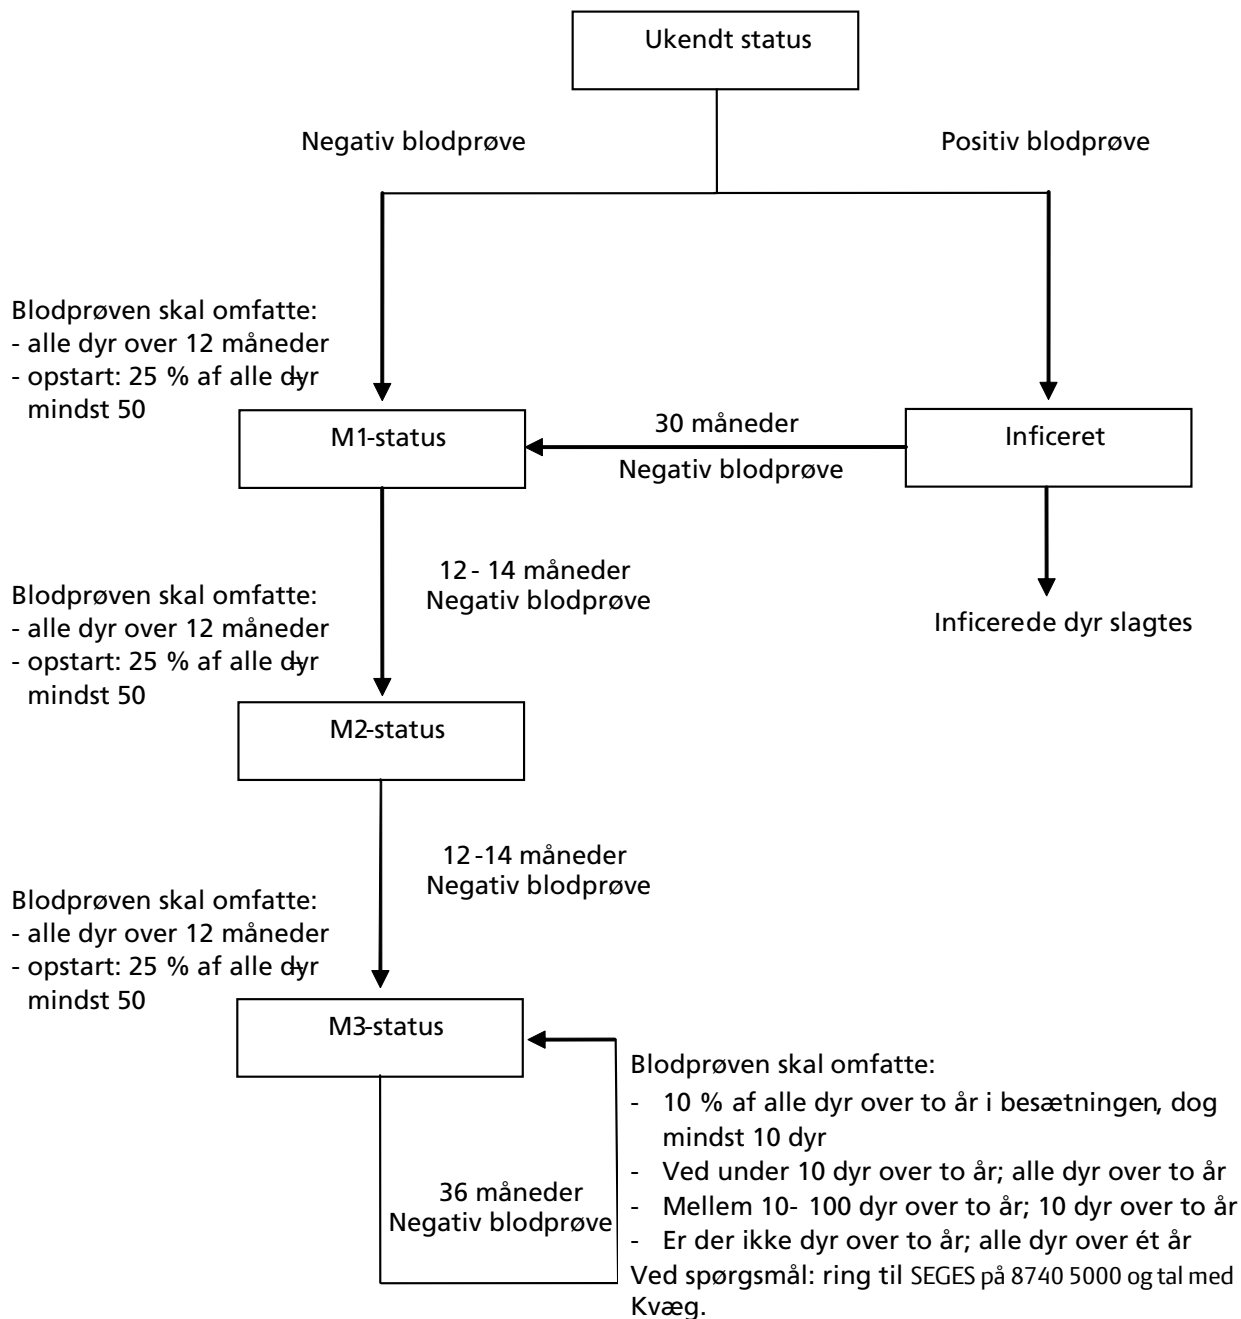 Ukendt status
Negativ blodprøve
Positiv blodprøve
Blodprøven skal omfatte:
- alle dyr over 12 måneder
- opstart: 25 % af alle dyr –
mindst 50
M1-status
30 måneder
Negativ blodprøve
Inficeret
12 - 14 måneder
Negativ blodprøve
Inficerede dyr slagtes
Blodprøven skal omfatte:
- alle dyr over 12 måneder
- opstart: 25 % af alle dyr –
mindst 50
M2-status
12 -14 måneder
Negativ blodprøve
Blodprøven skal omfatte:
- alle dyr over 12 måneder
- opstart: 25 % af alle dyr –
mindst 50
M3-status
36 måneder
Negativ blodprøve
Blodprøven skal omfatte:
- 10 % af alle dyr over to år i besætningen, dog
mindst 10 dyr
- Ved under 10 dyr over to år; alle dyr over to år
- Mellem 10- 100 dyr over to år; 10 dyr over to år
- Er der ikke dyr over to år; alle dyr over ét år
Ved spørgsmål: ring til SEGES på 8740 5000 og tal med
Kvæg.